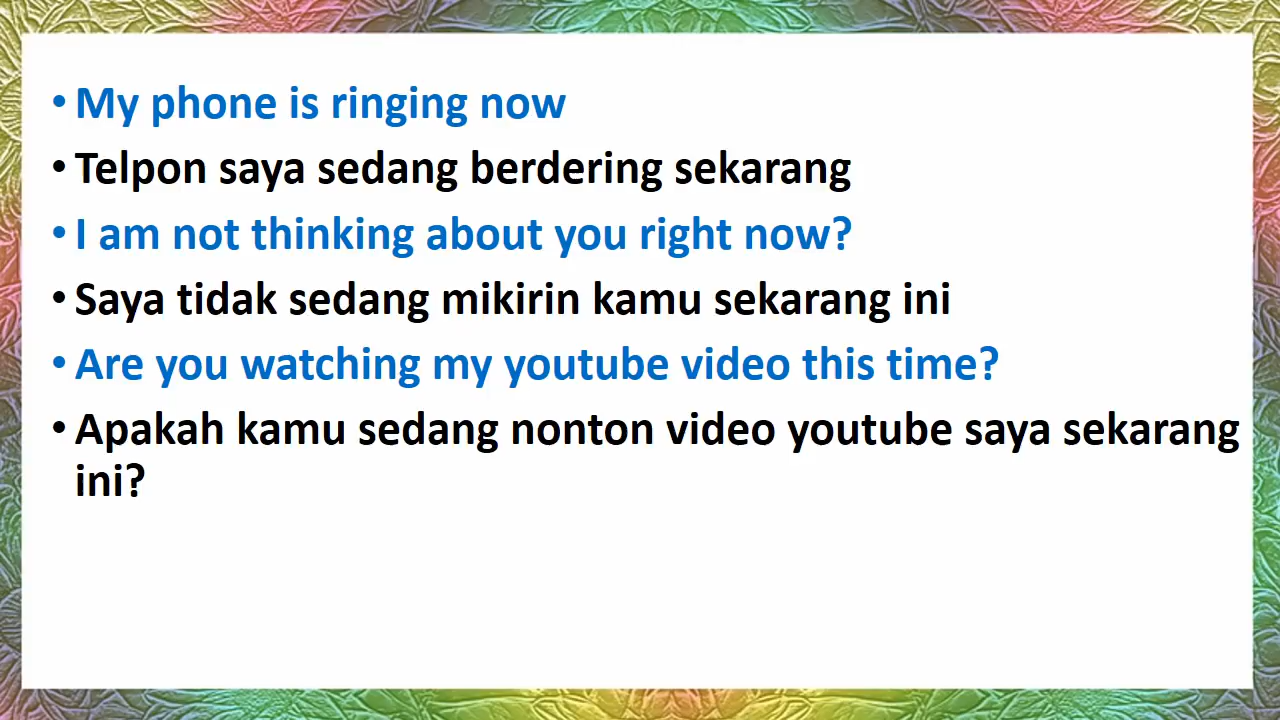 • My phone is ringing now
• Telpon saya sedang berdering sekarang
• I am not thinking about you right now?
• Saya tidak sedang mikirin kamu sekarang ini
• Are you watching my youtube video this time?
• Apakah kamu sedang nonton video youtube saya sekarang
ini?